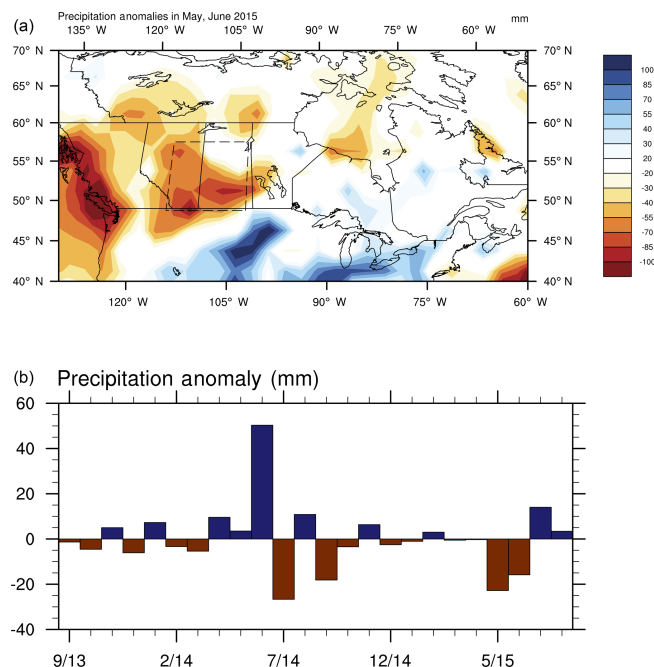 (a)
Precipitation anomalies in May, June 2015
mm
135° W 120° W 105° W 90° W 75° W 60° W
70° N 70° N
65° N 65° N
60° N 60° N
55° N 55° N
50° N 50° N
45° N 45° N
40° N 40° N
120° W 105° W 90° W 75° W 60° W
100
85
70
55
40
30
20
-20
-30
-40
-55
-70
-85
-100
(b) Precipitation anomaly (mm)
60
40
20
0
-20
-40
9/13 2/14 7/14 12/14 5/15